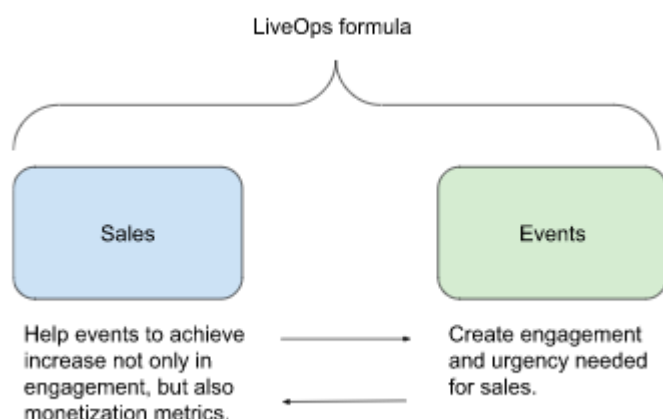 LiveOps formula
Sales
Events
Help events to achieve
increase not only in
engagement, but also
monetization metrics.
Create engagement
and urgency needed
for sales.